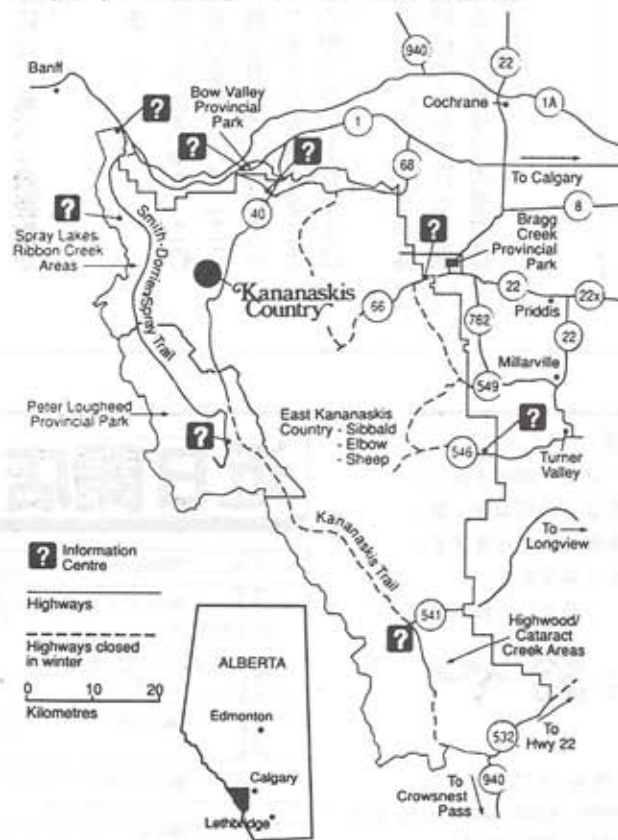 940
22
Banff
Bow Valley
Provincial
Park
Cochrane
1A
?
1
?
?
68
To Calgary
40
?
Bragg
Creek
Provincial
Park
8
Spray Lakes,
Ribbon Creek
Areas
Smith-Dorrien/Spray Trail
?
Kananaskis
Country
66
22
22x
Priddis
762
22
Millarville
549
Peter Lougheed
Provincial Park
?
East Kananaskis
Country - Sibbald
- Elbow
- Sheep
?
546
Turner
Valley
Kananaskis Trail
To
Longview
? Information
Centre
Highways
541
?
Highways closed
in winter
Highwood/
Cataract
Creek Areas
0 10 20
Kilometres
ALBERTA
Edmonton
Calgary
Lethbridge
532
To
Hwy 22
940
To
Crowsnest
Pass